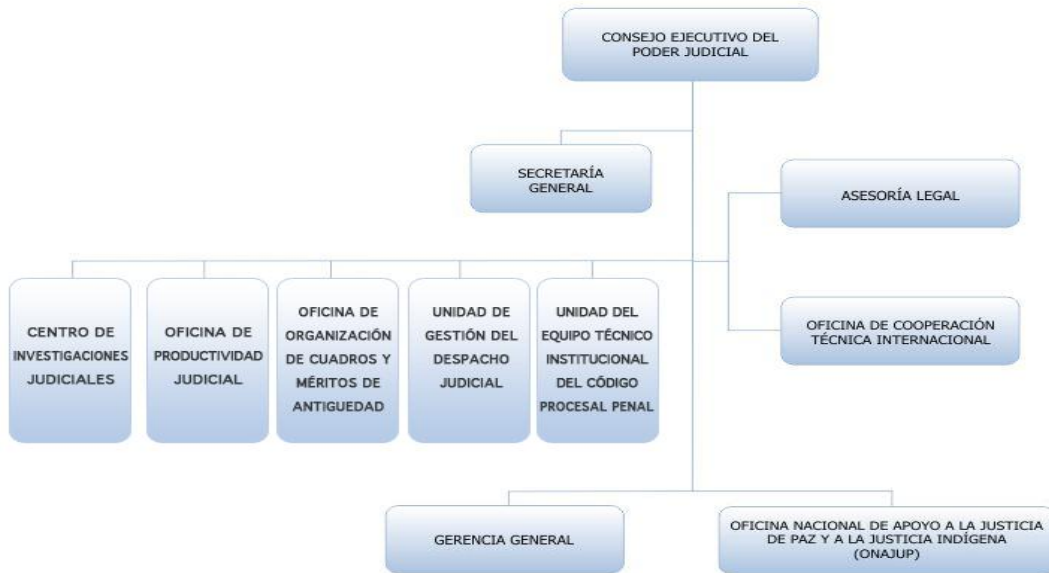 CONSEJO EJECUTIVO DEL
PODER JUDICIAL
SECRETARÍA
GENERAL
ASESORÍA LEGAL
CENTRO DE
INVESTIGACIONES
JUDICIALES
OFICINA DE
PRODUCTIVIDAD
JUDICIAL
OFICINA DE
ORGANIZACIÓN
DE CUADROS Y
MÉRITOS DE
ANTIGUEDAD
UNIDAD DE
GESTIÓN DEL
DESPACHO
JUDICIAL
UNIDAD DEL
EQUIPO TÉCNICO
INSTITUCIONAL
DEL CÓDIGO
PROCESAL PENAL
OFICINA DE COOPERACIÓN
TÉCNICA INTERNACIONAL
GERENCIA GENERAL
OFICINA NACIONAL DE APOYO A LA JUSTICIA
DE PAZ Y A LA JUSTICIA INDÍGENA
(ONAJUP)